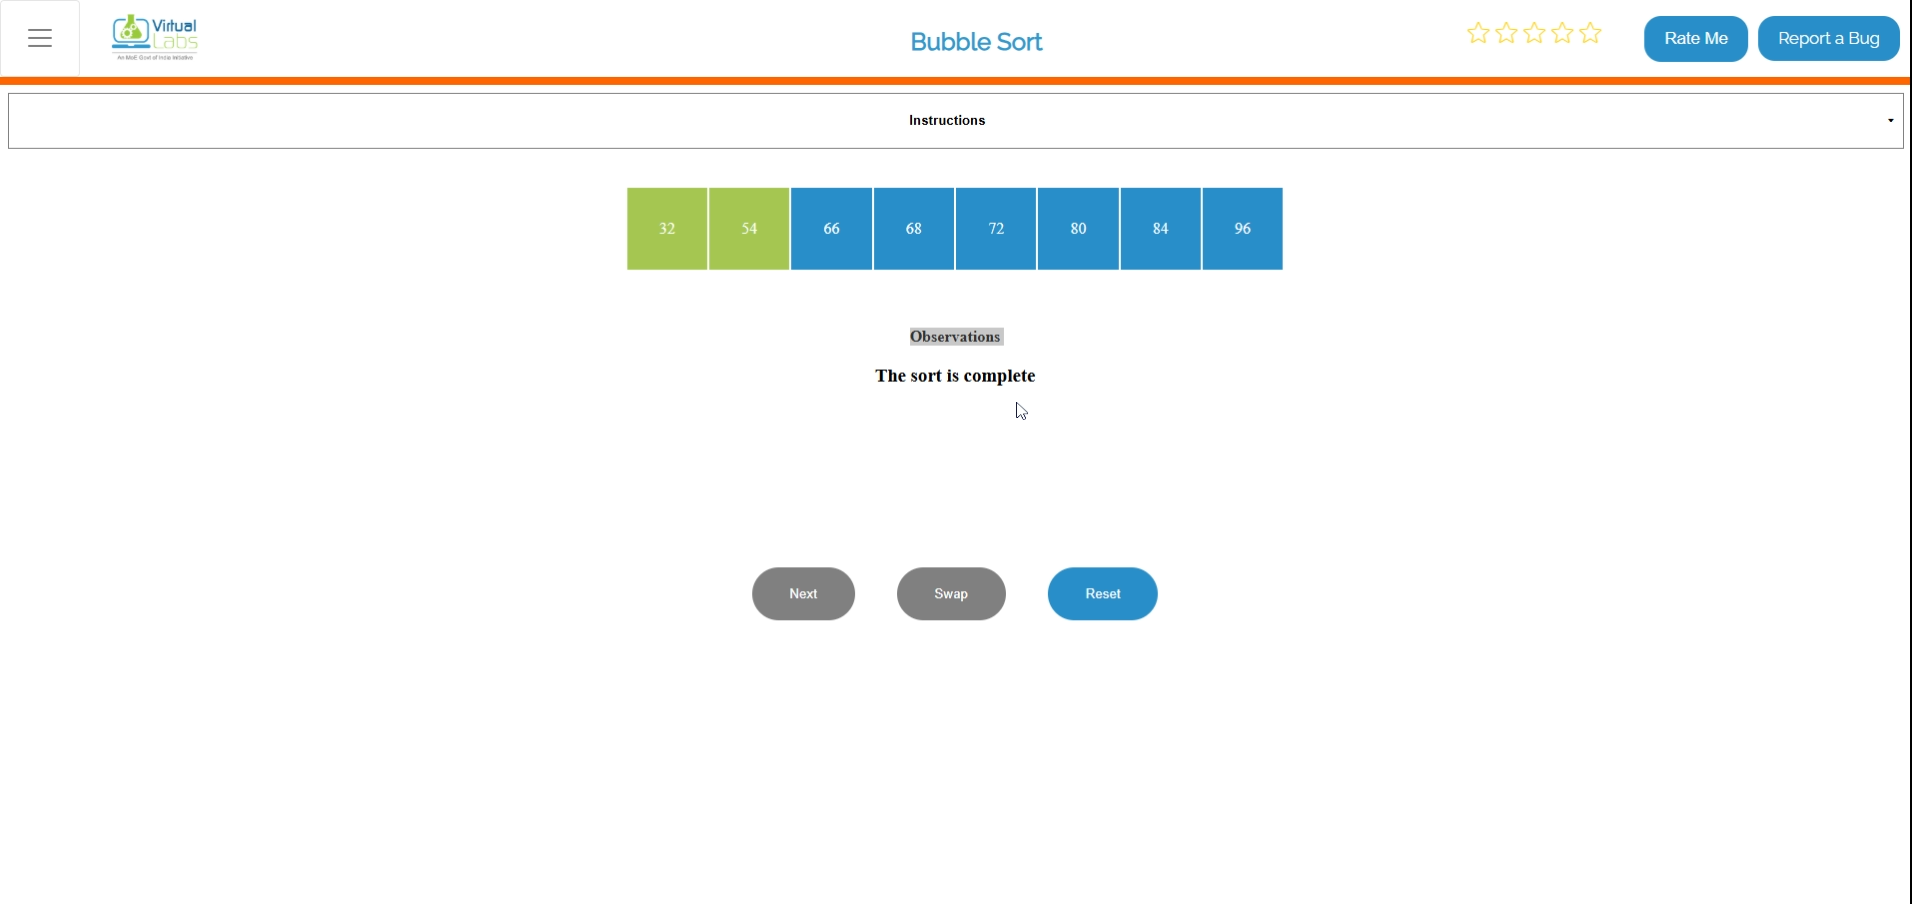 Virtual
Labs
An MoE Govt of India Initiative
Bubble Sort
Rate Me
Report a Bug
Instructions
32 54 66 68 72 80 84 96
Observations
The sort is complete
Next Swap Reset